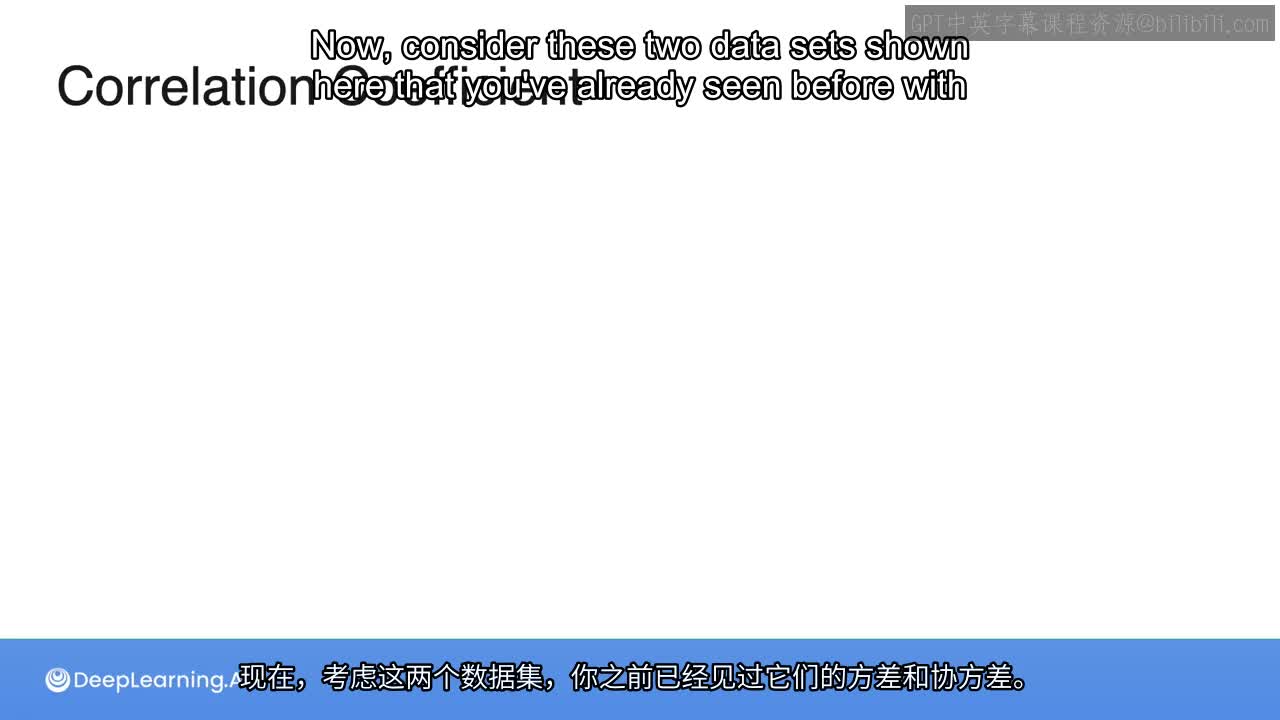 GPT中英字幕课程资源@bilibili.com
Now, consider these two data sets shown
here that you've already seen before with
Correlation Coefficient
DeepLearning.A
现在，考虑这两个数据集，你之前已经见过它们的方差和协方差。